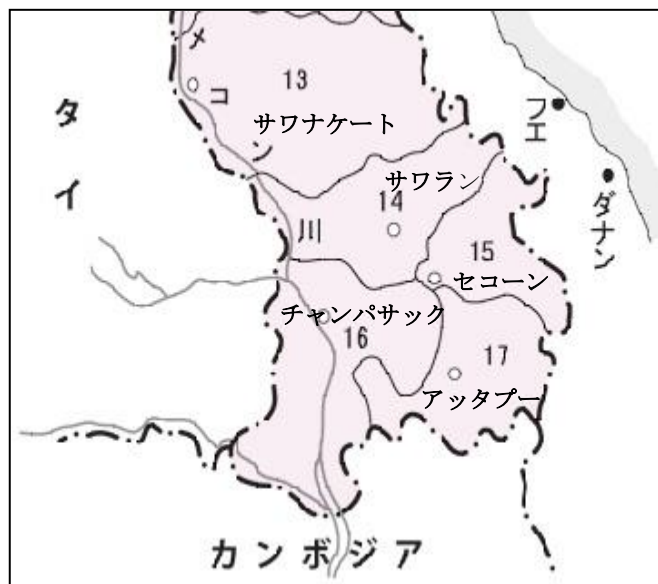 13
サワナケート
メコン川
タイ
フエ
ダナン
サワラン
14
15
セコーン
チャンパサック
16
17
アッタプー
カンボジア